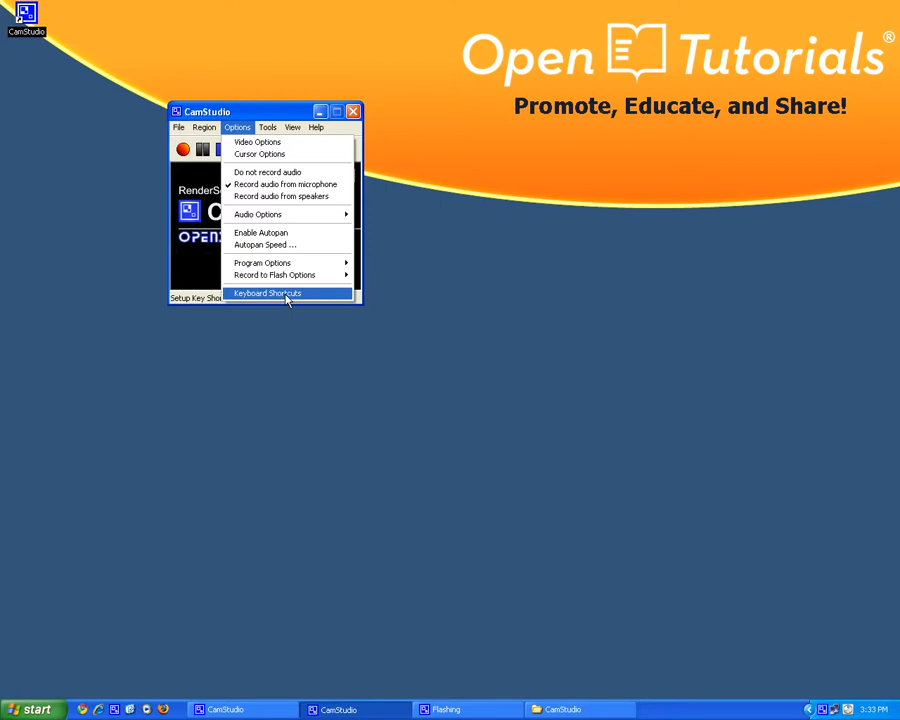 CamStudio
Open Tutorials®
Promote, Educate, and Share!
CamStudio
File Region Options Tools View Help
Video Options
Cursor Options
Do not record audio
Record audio from microphone
Record audio from speakers
Audio Options
Enable Autopan
Autopan Speed ...
Program Options
Record to Flash Options
Keyboard Shortcuts
RenderS
C
OPENS
Setup Key Shor
start CamStudio CamStudio Flashing CamStudio 3:33 PM